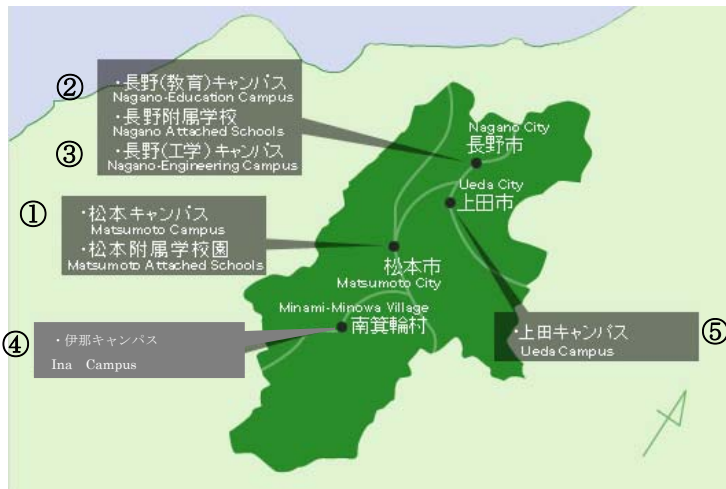 ②
・長野(教育)キャンパス
Nagano-Education Campus
・長野附属学校
Nagano Attached Schools
③
・長野(工学)キャンパス
Nagano-Engineering Campus
Nagano City
長野市
Ueda City
上田市
①
・松本キャンパス
Matsumoto Campus
・松本附属学校園
Matsumoto Attached Schools
松本市
Matsumoto City
Minami-Minowa Village
南箕輪村
④
・伊那キャンパス
Ina Campus
・上田キャンパス
Ueda Campus
⑤